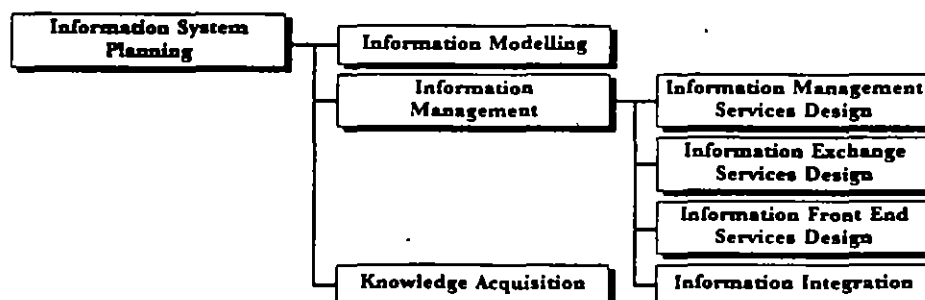 Information System
Planning
Information Modelling
Information
Management
Information Management
Services Design
Information Exchange
Services Design
Information Front End
Services Design
Knowledge Acquisition
Information Integration